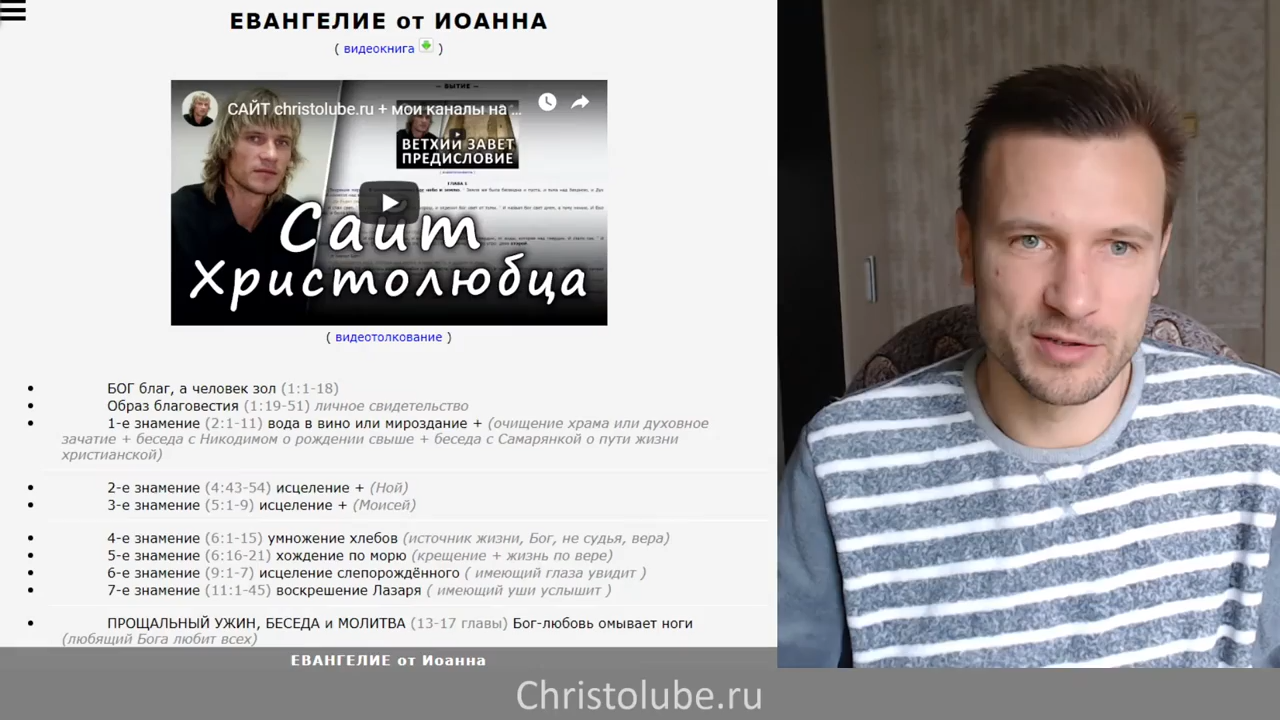 ЕВАНГЕЛИЕ от ИОАННА
( видеокнига )
САЙТ christolube.ru + мои каналы на ...
— БЫТИЕ —
ВЕТХИЙ ЗАВЕТ
ПРЕДИСЛОВИЕ
ГЛАВА 1
Сайт
Христолюбца
( видеотолкование )
БОГ благ, а человек зол (1:1-18)
Образ благовестия (1:19-51) личное свидетельство
1-е знамение (2:1-11) вода в вино или мироздание + (очищение храма или духовное
зачатие + беседа с Никодимом о рождении свыше + беседа с Самарянкой о пути жизни
христианской)
2-е знамение (4:43-54) исцеление + (Ной)
3-е знамение (5:1-9) исцеление + (Моисей)
4-е знамение (6:1-15) умножение хлебов (источник жизни, Бог, не судья, вера)
5-е знамение (6:16-21) хождение по морю (крещение + жизнь по вере)
6-е знамение (9:1-7) исцеление слепорождённого ( имеющий глаза увидит )
7-е знамение (11:1-45) воскрешение Лазаря ( имеющий уши услышит )
ПРОЩАЛЬНЫЙ УЖИН, БЕСЕДА и МОЛИТВА (13-17 главы) Бог-любовь омывает ноги
(любящий Бога любит всех)
ЕВАНГЕЛИЕ от Иоанна
Christolube.ru